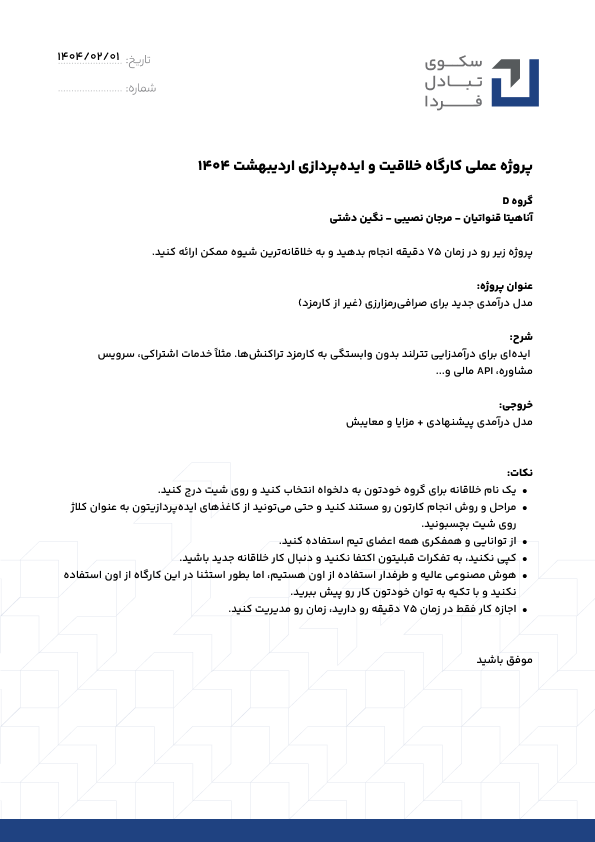 سکوی
تبادل
فردا
تاریخ: ۱۴۰۴/۰۲/۰۱
شماره: ........................
پروژه عملی کارگاه خلاقیت و ایده‌پردازی اردیبهشت ۱۴۰۴
گروه D
آناهیتا قنواتیان – مرجان نصیبی – نگین دشتی
پروژه زیر رو در زمان ۷۵ دقیقه انجام بدهید و به خلاقانه‌ترین شیوه ممکن ارائه کنید.
عنوان پروژه:
مدل درآمدی جدید برای صرافی‌رمزارزی (غیر از کارمزد)
شرح:
ایده‌ای برای درآمدزایی تترلند بدون وابستگی به کارمزد تراکنش‌ها. مثلاً خدمات اشتراکی، سرویس
مشاوره، API مالی و...
خروجی:
مدل درآمدی پیشنهادی + مزایا و معایبش
نکات:
• یک نام خلاقانه برای گروه خودتون به دلخواه انتخاب کنید و روی شیت درج کنید.
• مراحل و روش انجام کارتون رو مستند کنید و حتی می‌تونید از کاغذهای ایده‌پردازیتون به عنوان کلاژ
روی شیت بچسبونید.
• از توانایی و همفکری همه اعضای تیم استفاده کنید.
• کپی نکنید، به تفکرات قبلیتون اکتفا نکنید و دنبال کار خلاقانه جدید باشید.
• هوش مصنوعی عالیه و طرفدار استفاده از اون هستیم، اما بطور استثنا در این کارگاه از اون استفاده
نکنید و با تکیه به توان خودتون کار رو پیش ببرید.
• اجازه کار فقط در زمان ۷۵ دقیقه رو دارید، زمان رو مدیریت کنید.
موفق باشید